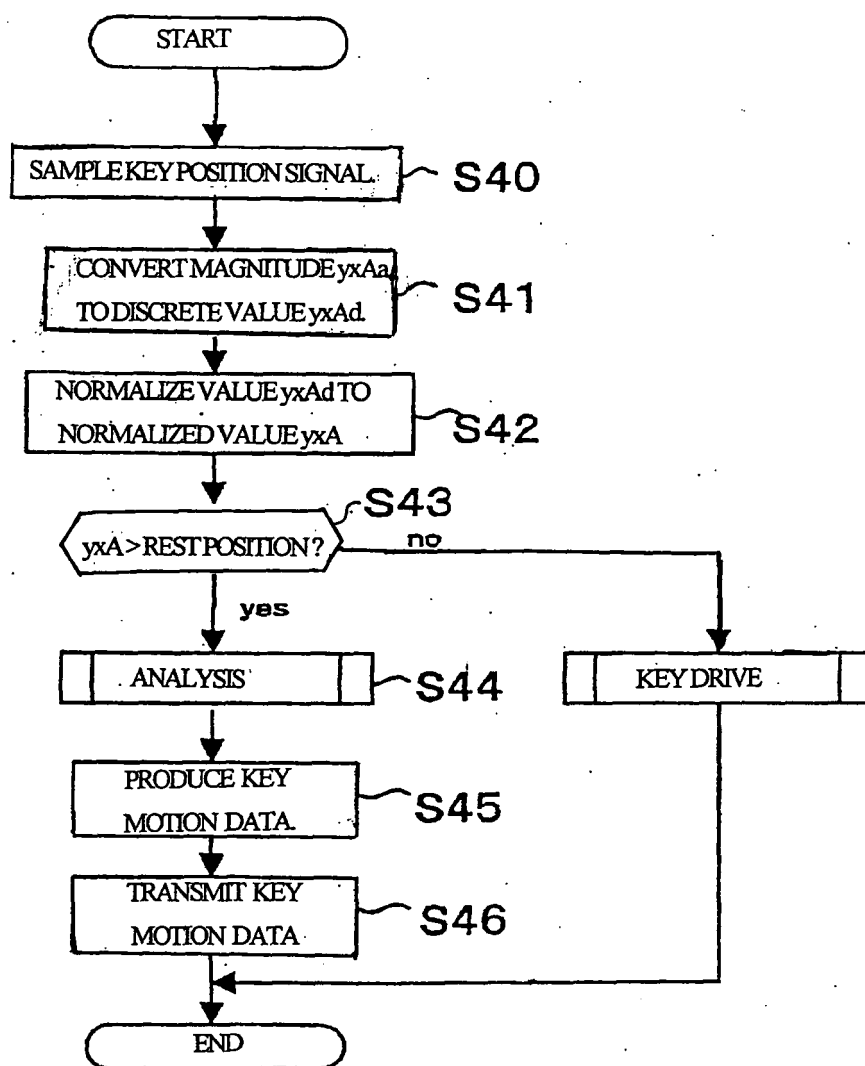 START
SAMPLE KEY POSITION SIGNAL.
S40
CONVERT MAGNITUDE yxAa
TO DISCRETE VALUE yxAd.
S41
NORMALIZE VALUE yxAd TO
NORMALIZED VALUE yxA
S42
S43
yxA > REST POSITION ?
no
yes
ANALYSIS
S44
KEY DRIVE
PRODUCE KEY
MOTION DATA.
S45
TRANSMIT KEY
MOTION DATA
S46
END